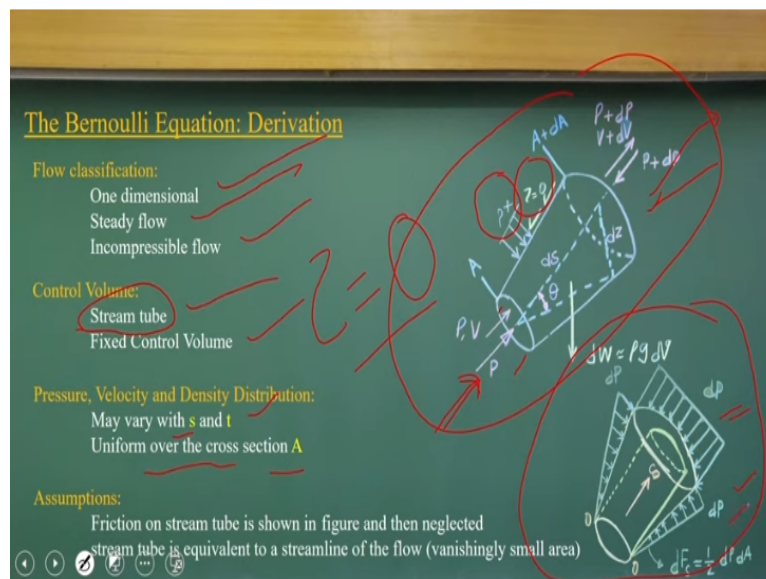 The Bernoulli Equation: Derivation
Flow classification:
One dimensional
Steady flow
Incompressible flow
Control Volume:
Stream tube
Fixed Control Volume
Pressure, Velocity and Density Distribution:
May vary with s and t
Uniform over the cross section A
Assumptions:
Friction on stream tube is shown in figure and then neglected
stream tube is equivalent to a streamline of the flow (vanishingly small area)
P+dP
V+dV
A+dA
P+dP
τ=0
A
ds
dz
θ
P, V
P
dW = ρg dV
dP
dP
S
dP
0
0
dFs = 1/2 dP dA
τ = 0